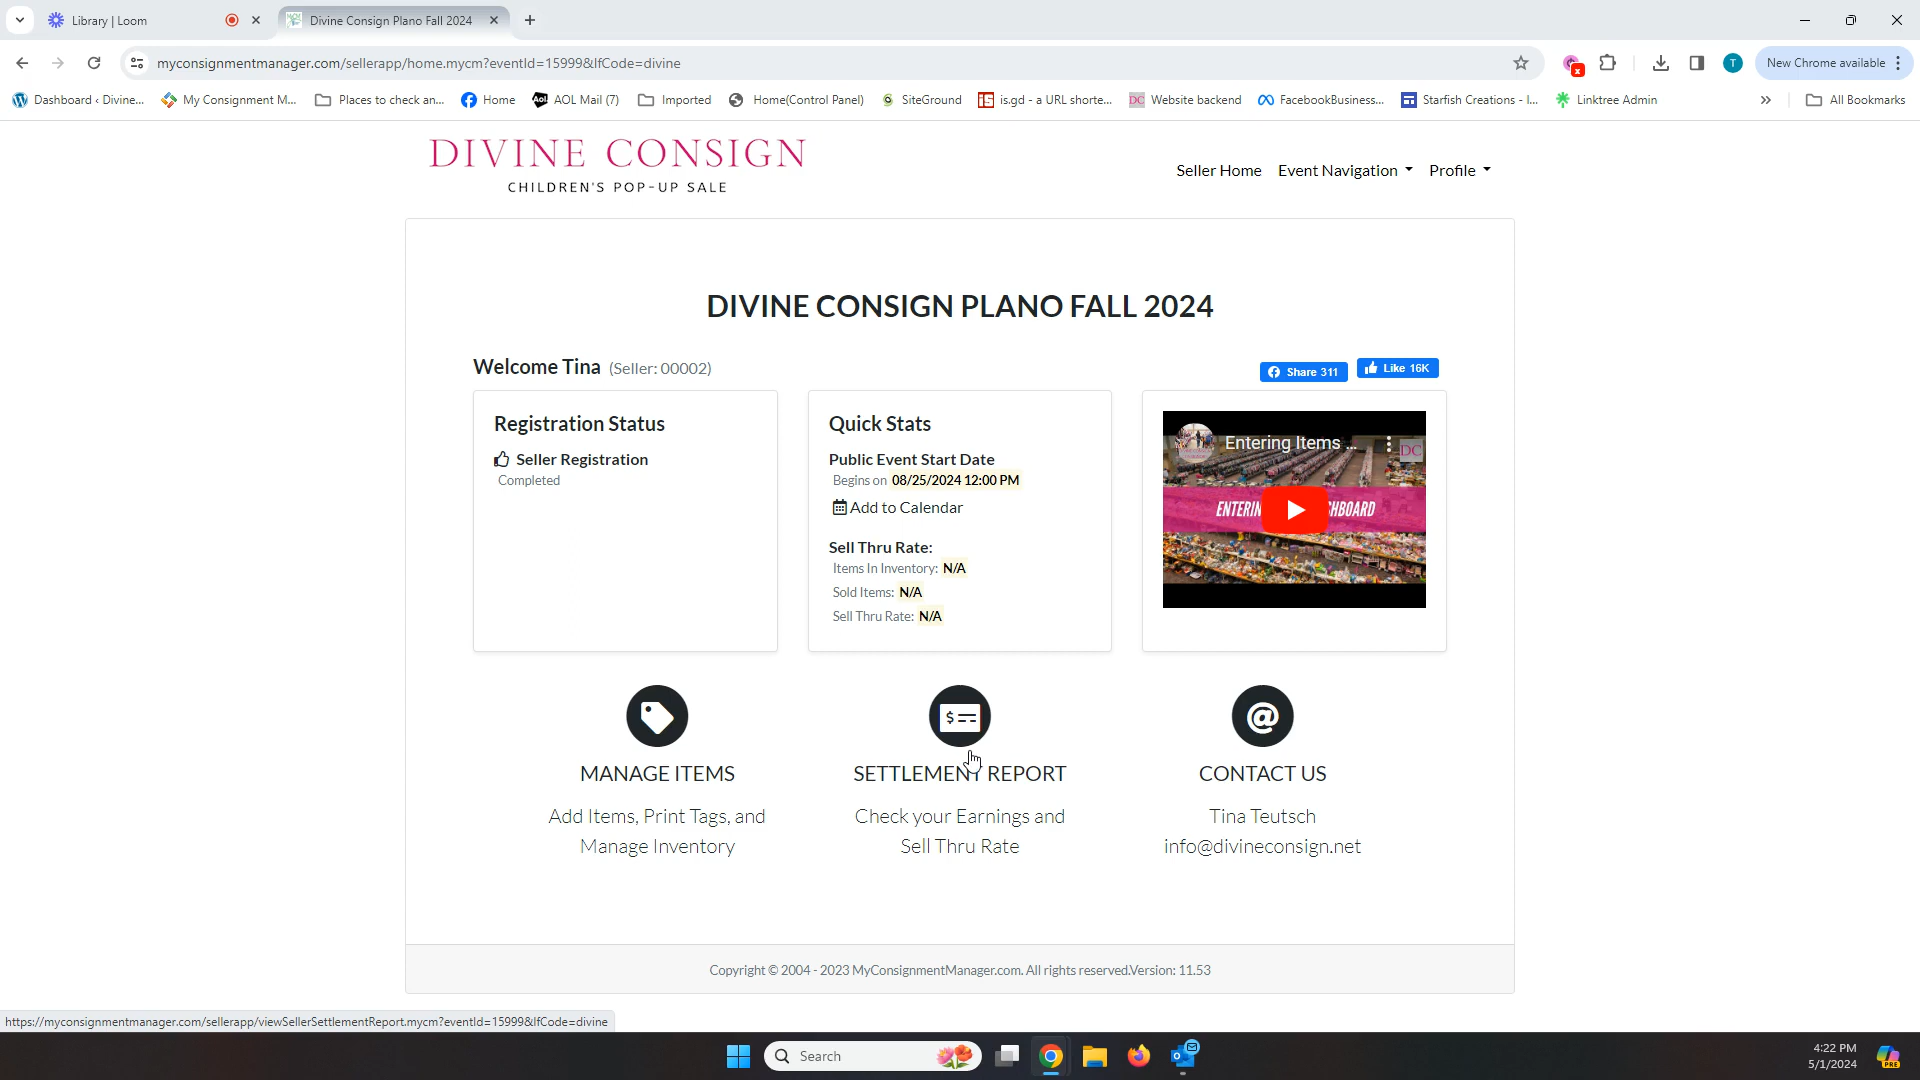 Library | Loom
Divine Consign Plano Fall 2024
myconsignmentmanager.com/sellerapp/home.mycm?eventId=15999&lfCode=divine
T
New Chrome available
Dashboard ‹ Divine...
My Consignment M...
Places to check an...
Home
AOL Mail (7)
Imported
Home(Control Panel)
SiteGround
is.gd - a URL shorte...
Website backend
FacebookBusiness...
Starfish Creations - I...
Linktree Admin
»
All Bookmarks
DIVINE CONSIGN
CHILDREN'S POP-UP SALE
Seller Home
Event Navigation
Profile
DIVINE CONSIGN PLANO FALL 2024
Welcome Tina (Seller: 00002)
Share 311
Like 16K
Registration Status
Seller Registration
Completed
Quick Stats
Public Event Start Date
Begins on 08/25/2024 12:00 PM
Add to Calendar
Sell Thru Rate:
Items In Inventory: N/A
Sold Items: N/A
Sell Thru Rate: N/A
Entering Items ...
DC
ENTERIN HBOARD
MANAGE ITEMS
Add Items, Print Tags, and
Manage Inventory
SETTLEMENT REPORT
Check your Earnings and
Sell Thru Rate
CONTACT US
Tina Teutsch
info@divineconsign.net
Copyright © 2004 - 2023 MyConsignmentManager.com. All rights reserved.Version: 11.53
https://myconsignmentmanager.com/sellerapp/viewSellerSettlementReport.mycm?eventId=15999&lfCode=divine
Search
4:22 PM
5/1/2024
PRE